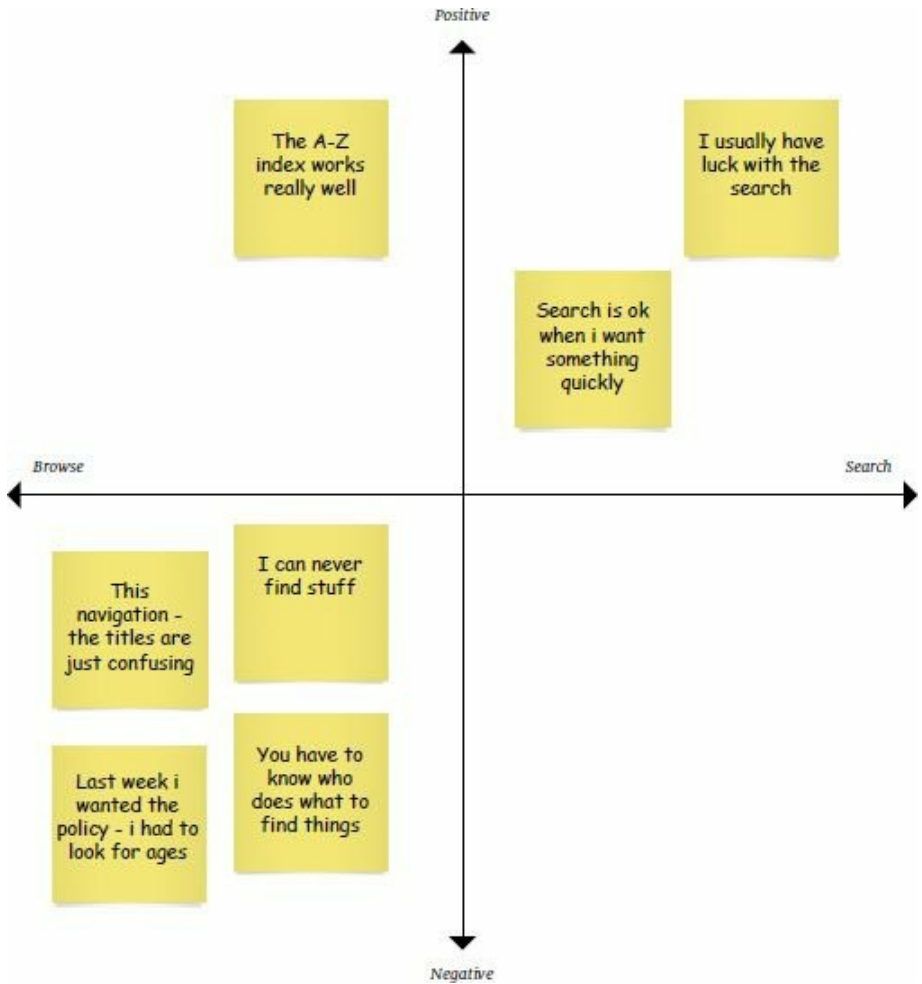 Positive
The A-Z
index works
really well
I usually have
luck with the
search
Search is ok
when i want
something
quickly
Browse
Search
This
navigation -
the titles are
just confusing
I can never
find stuff
Last week i
wanted the
policy - i had to
look for ages
You have to
know who
does what to
find things
Negative